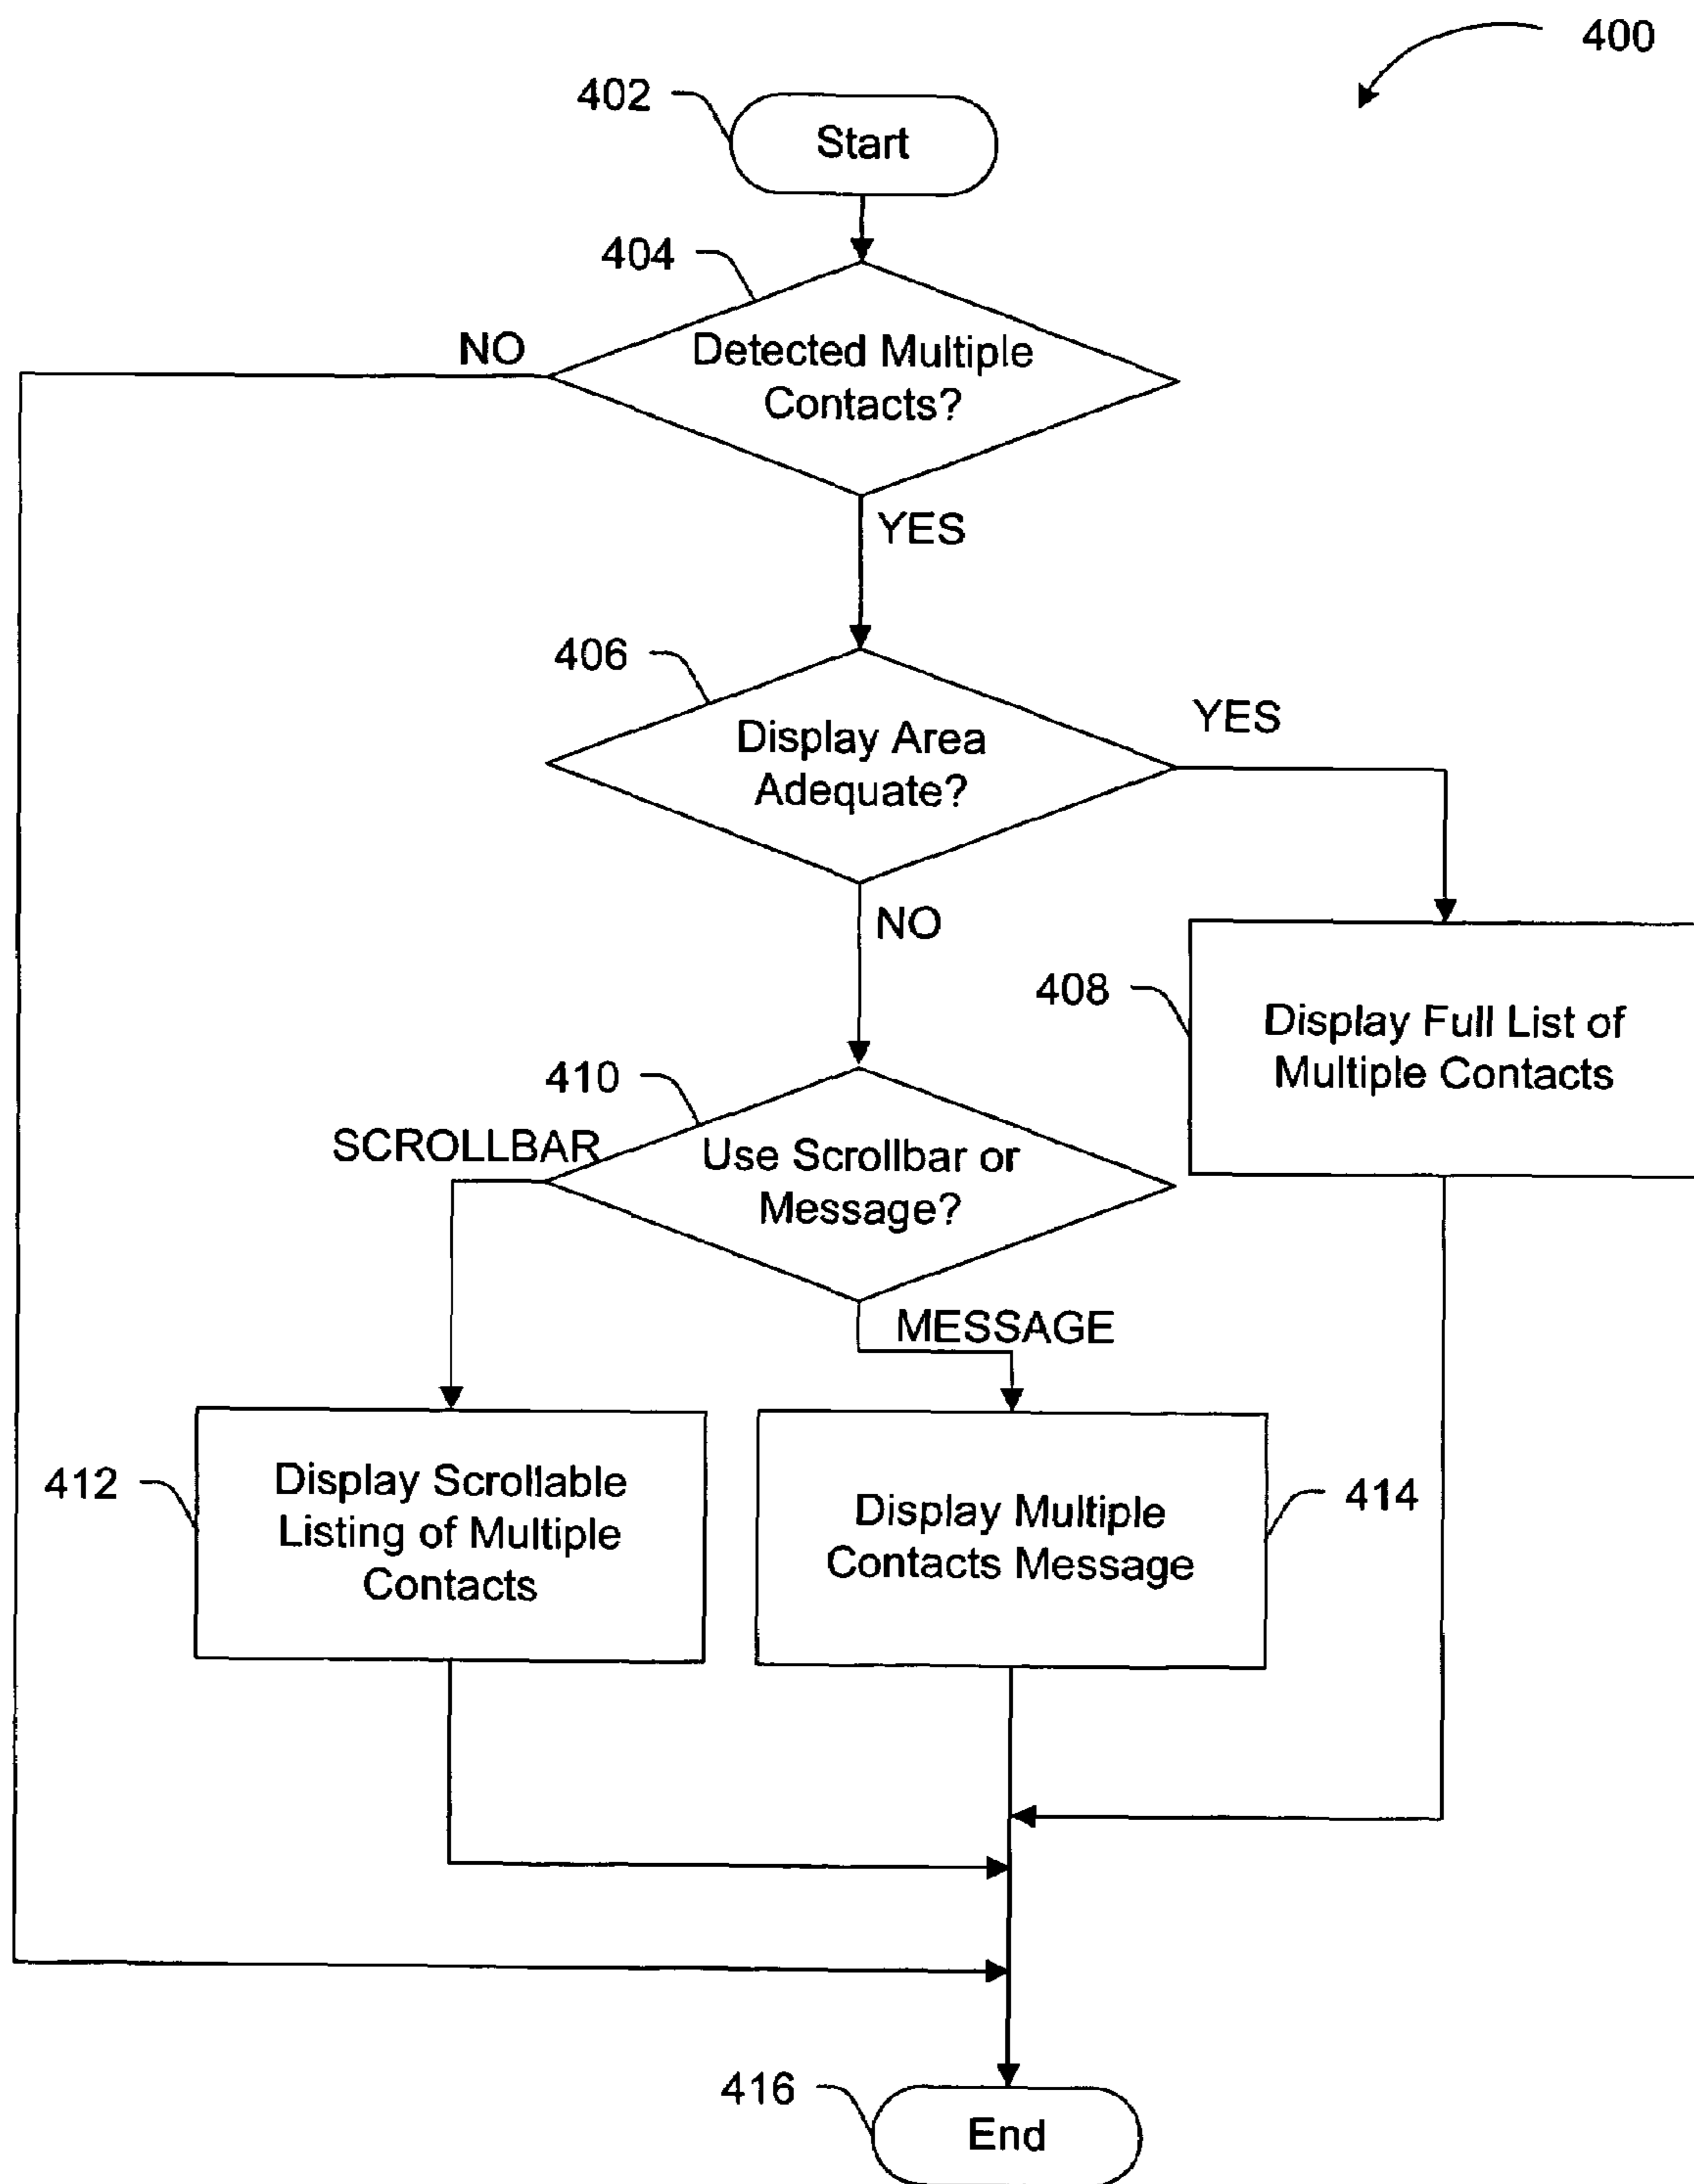 400
402
Start
404
NO
Detected Multiple
Contacts?
YES
406
Display Area
Adequate?
YES
NO
408
Display Full List of
Multiple Contacts
410
SCROLLBAR
Use Scrollbar or
Message?
MESSAGE
412
Display Scrollable
Listing of Multiple
Contacts
Display Multiple
Contacts Message
414
416
End